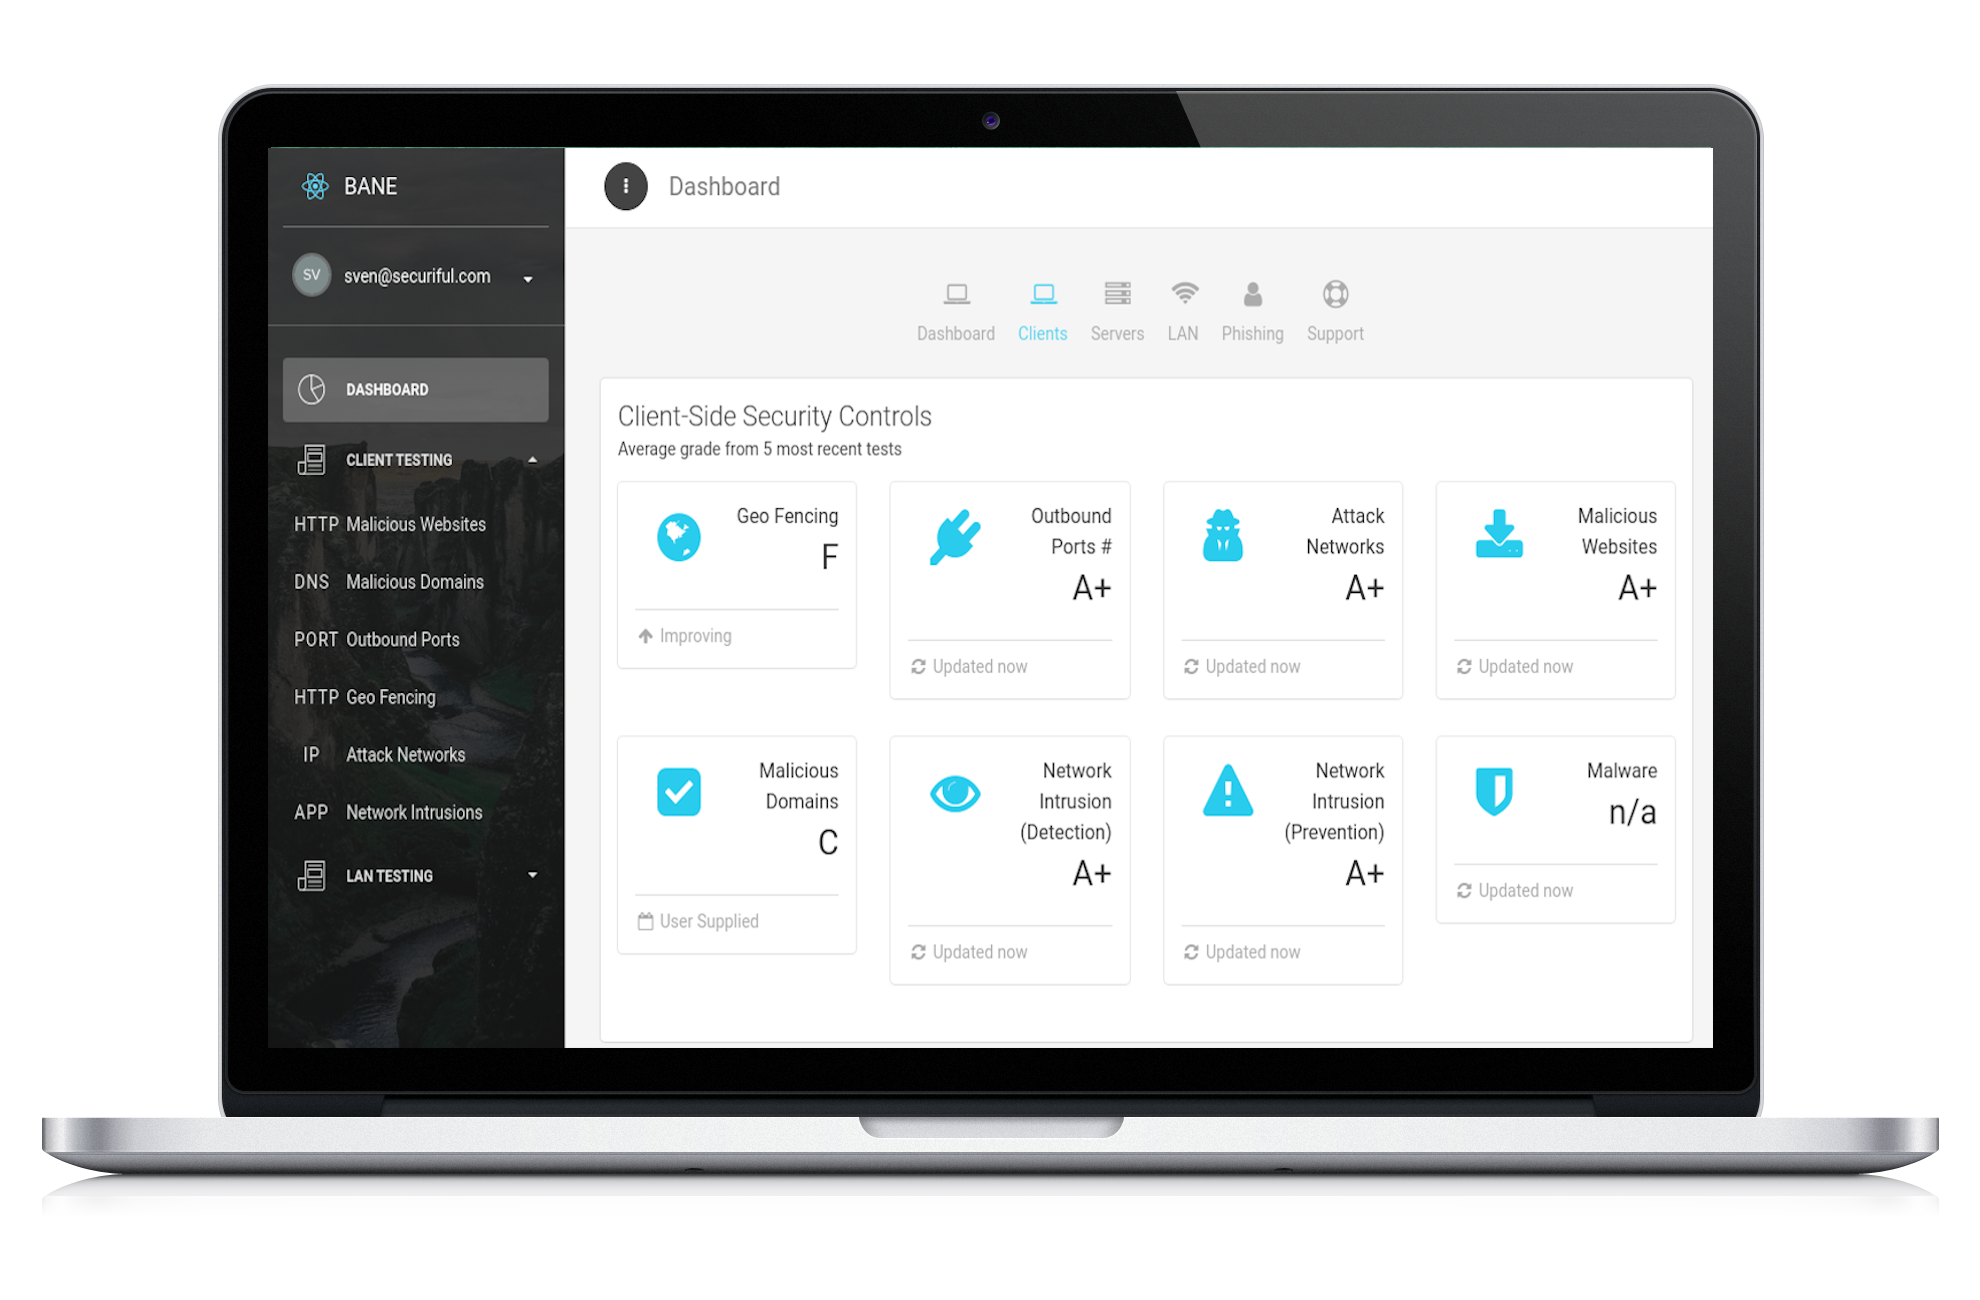 BANE
SV
sven@securiful.com
DASHBOARD
CLIENT TESTING
HTTP Malicious Websites
DNS Malicious Domains
PORT Outbound Ports
HTTP Geo Fencing
IP Attack Networks
APP Network Intrusions
LAN TESTING
Dashboard
Dashboard
Clients
Servers
LAN
Phishing
Support
Client-Side Security Controls
Average grade from 5 most recent tests
Geo Fencing
F
Improving
Outbound
Ports #
A+
Updated now
Attack
Networks
A+
Updated now
Malicious
Websites
A+
Updated now
Malicious
Domains
C
User Supplied
Network
Intrusion
(Detection)
A+
Updated now
Network
Intrusion
(Prevention)
A+
Updated now
Malware
n/a
Updated now